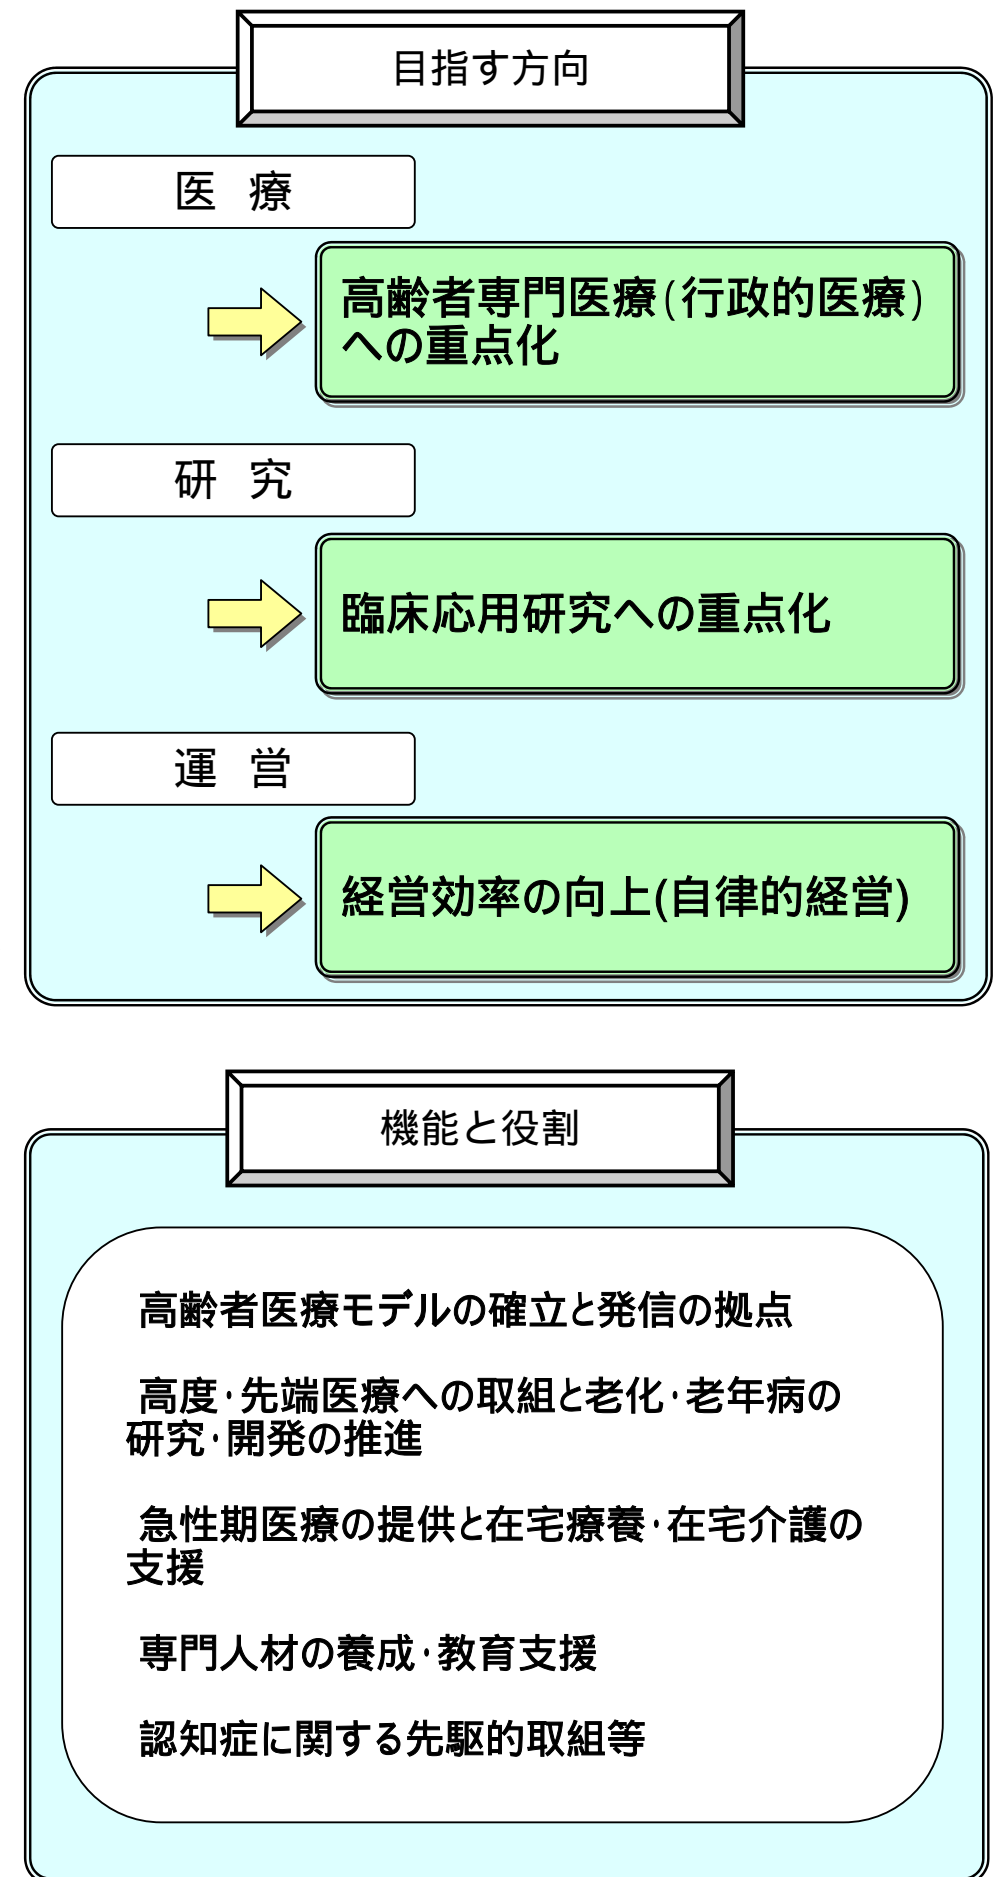 目指す方向
医 療
高齢者専門医療(行政的医療)
への重点化
研 究
臨床応用研究への重点化
運 営
経営効率の向上(自律的経営)
機能と役割
高齢者医療モデルの確立と発信の拠点
高度・先端医療への取組と老化・老年病の
研究・開発の推進
急性期医療の提供と在宅療養・在宅介護の
支援
専門人材の養成・教育支援
認知症に関する先駆的取組等